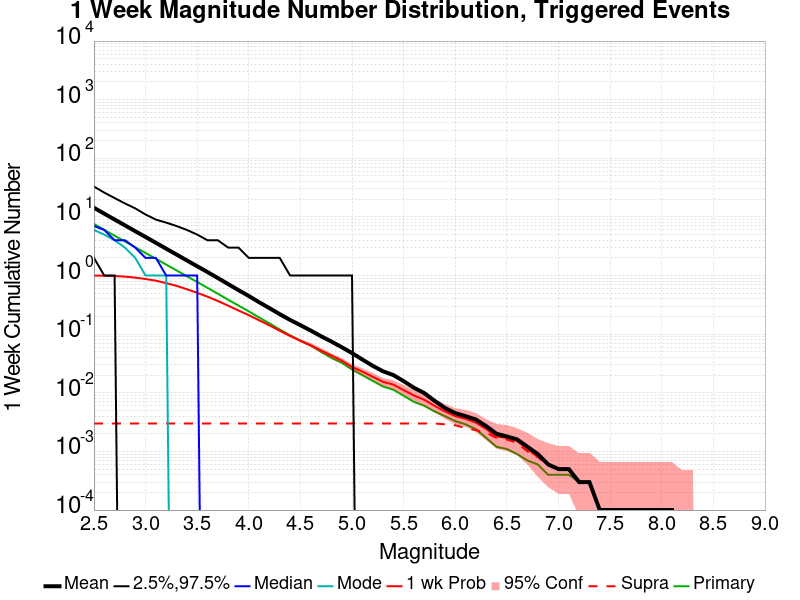 1 Week Magnitude Number Distribution, Triggered Events
1 Week Cumulative Number
10 4
10 3
10 2
10 1
10 0
10 -1
10 -2
10 -3
10 -4
2.5 3.0 3.5 4.0 4.5 5.0 5.5 6.0 6.5 7.0 7.5 8.0 8.5 9.0
Magnitude
Mean 2.5%,97.5% Median Mode 1 wk Prob 95% Conf Supra Primary